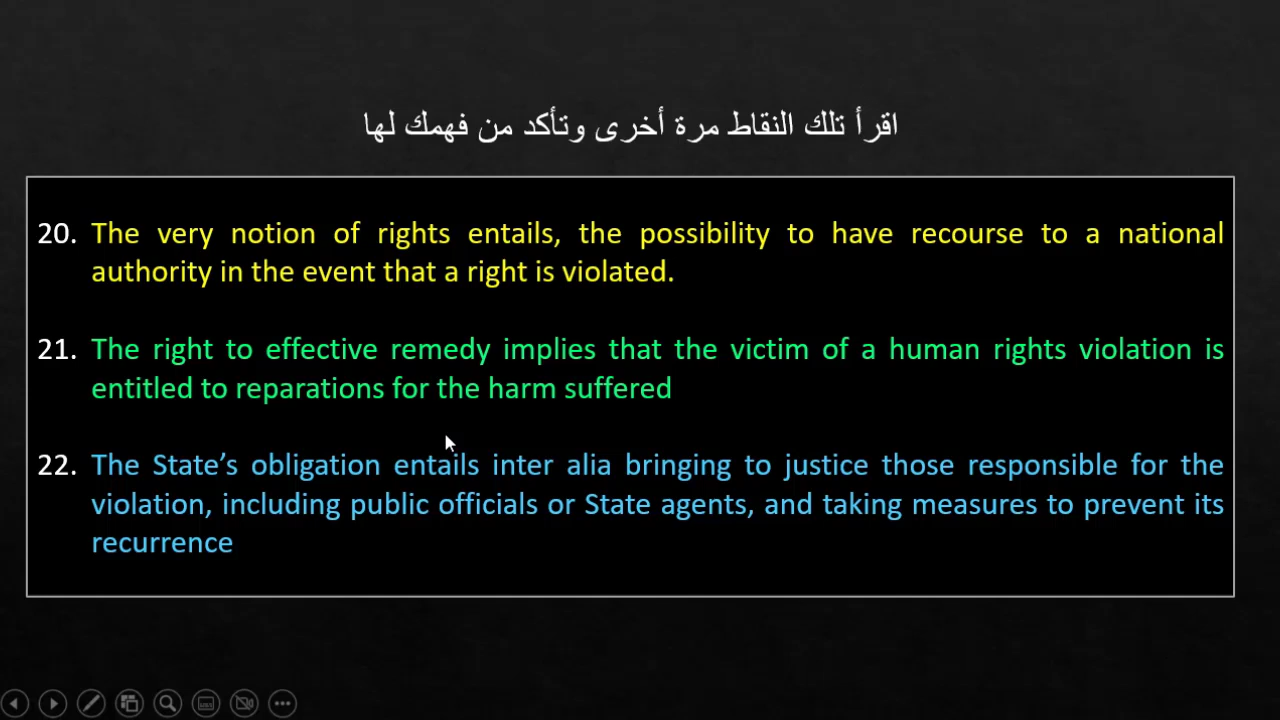 اقرأ تلك النقاط مرة أخرى وتأكد من فهمك لها
20. The very notion of rights entails, the possibility to have recourse to a national
authority in the event that a right is violated.
21. The right to effective remedy implies that the victim of a human rights violation is
entitled to reparations for the harm suffered
22. The State’s obligation entails inter alia bringing to justice those responsible for the
violation, including public officials or State agents, and taking measures to prevent its
recurrence